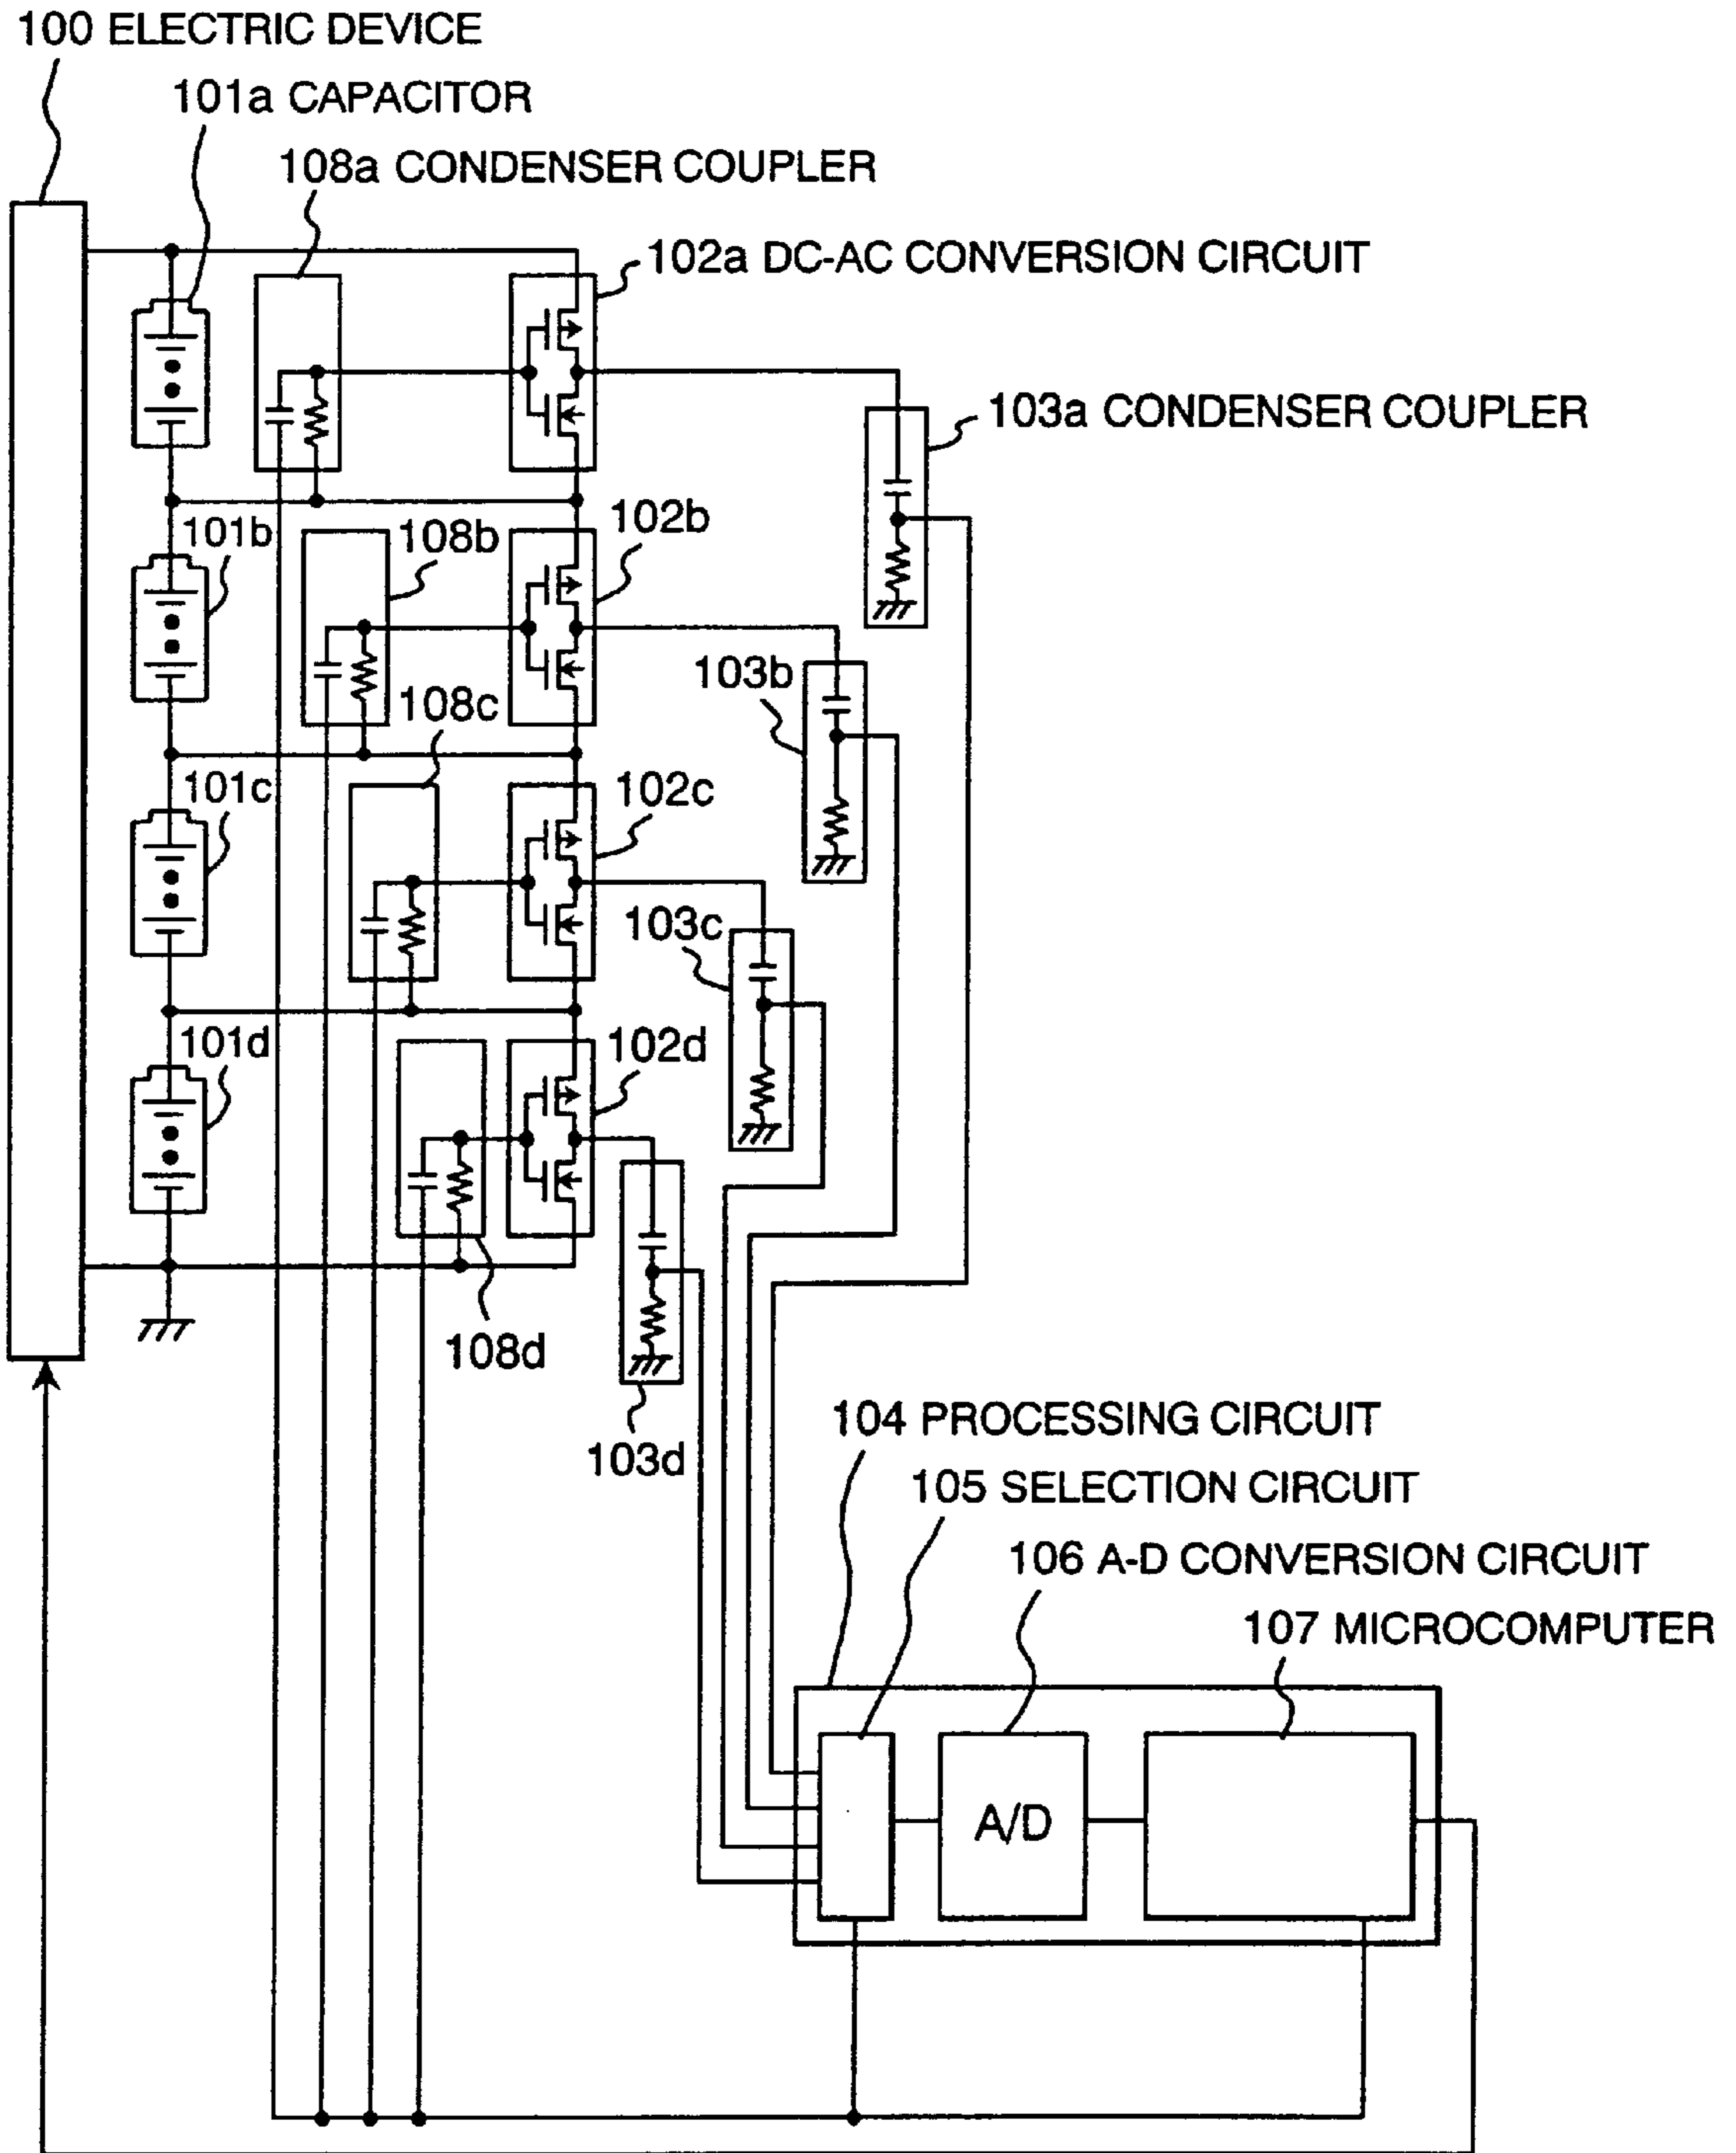 100 ELECTRIC DEVICE
101a CAPACITOR
108a CONDENSER COUPLER
102a DC-AC CONVERSION CIRCUIT
103a CONDENSER COUPLER
101b
108b
102b
103b
108c
101c
102c
103c
101d
102d
108d
103d
104 PROCESSING CIRCUIT
105 SELECTION CIRCUIT
106 A-D CONVERSION CIRCUIT
107 MICROCOMPUTER
A/D